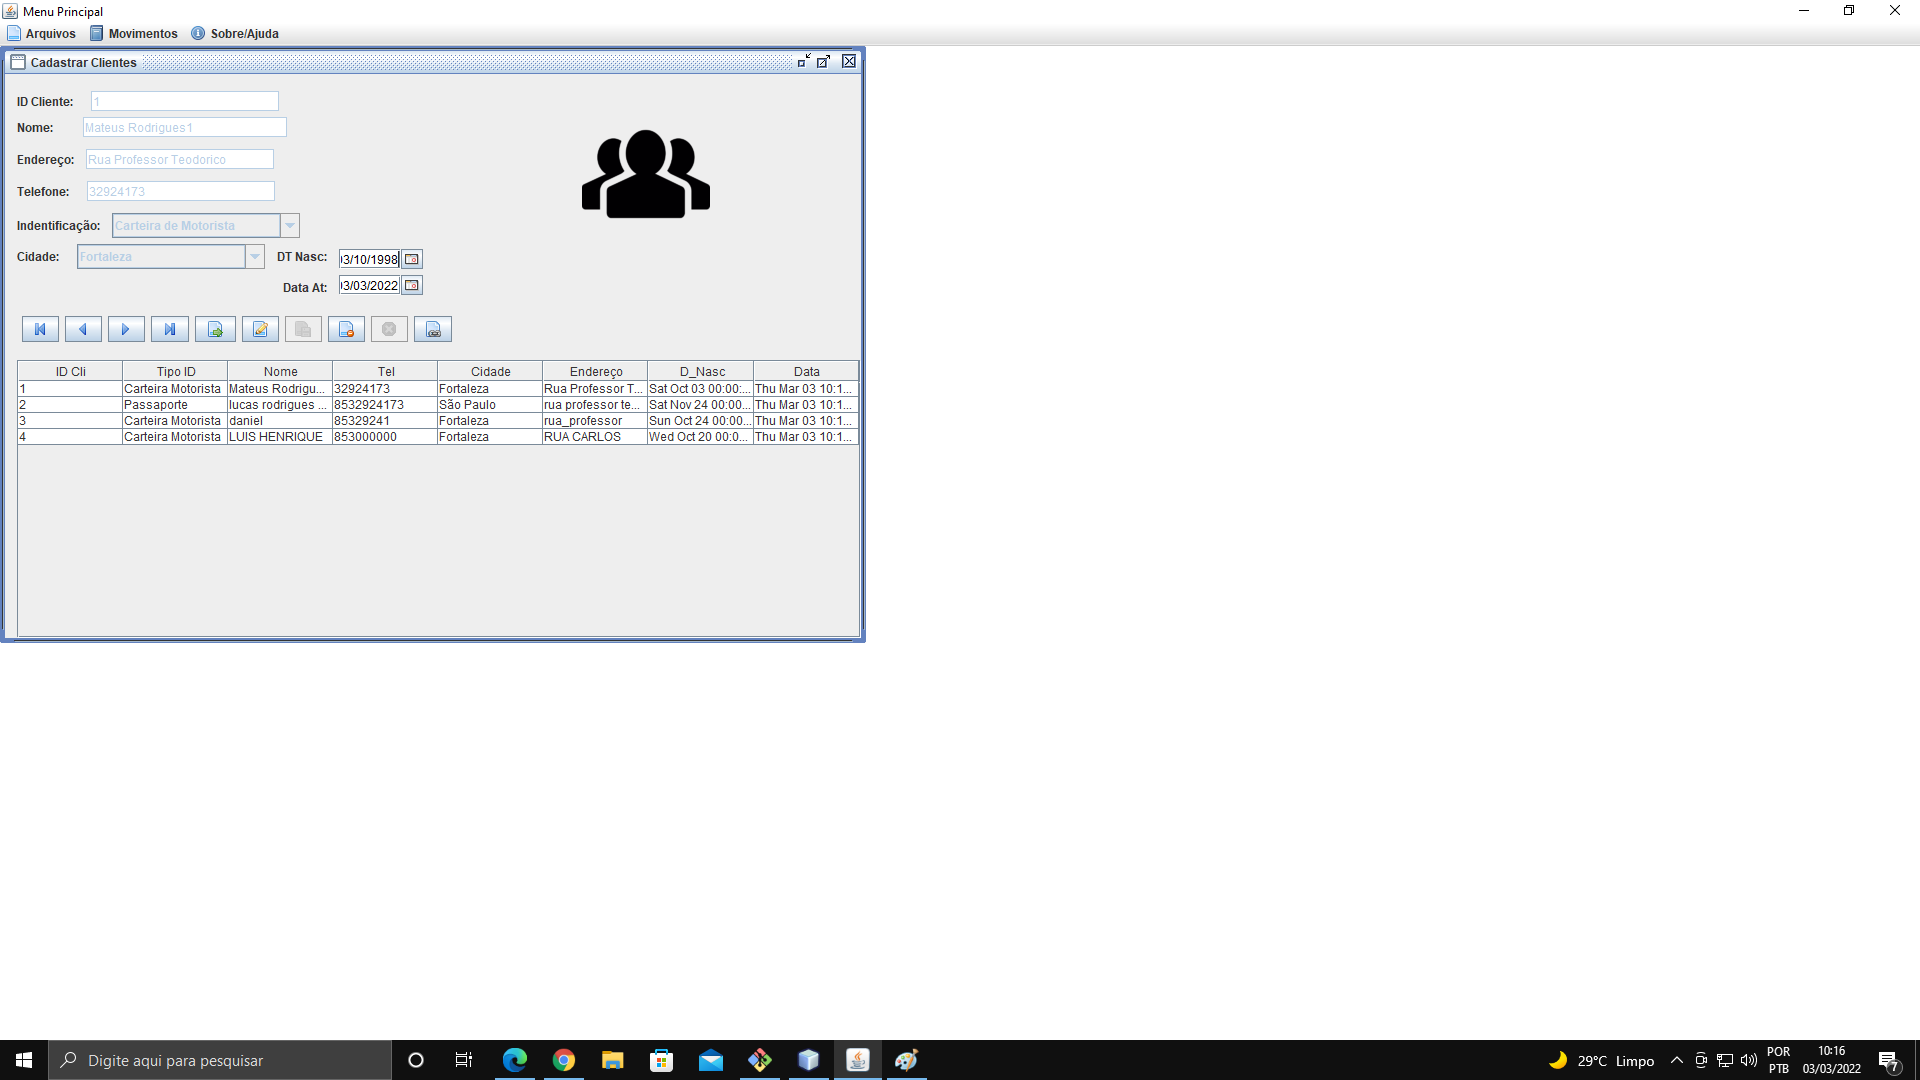 Menu Principal
Arquivos Movimentos Sobre/Ajuda
Cadastrar Clientes
ID Cliente: 1
Nome: Mateus Rodrigues1
Endereço: Rua Professor Teodorico
Telefone: 32924173
Indentificação: Carteira de Motorista
Cidade: Fortaleza DT Nasc: 3/10/1998
Data At: 3/03/2022
ID Cli Tipo ID Nome Tel Cidade Endereço D_Nasc Data
1 Carteira Motorista Mateus Rodrigu... 32924173 Fortaleza Rua Professor T... Sat Oct 03 00:00:... Thu Mar 03 10:1...
2 Passaporte lucas rodrigues ... 8532924173 São Paulo rua professor te... Sat Nov 24 00:00... Thu Mar 03 10:1...
3 Carteira Motorista daniel 85329241 Fortaleza rua_professor Sun Oct 24 00:00... Thu Mar 03 10:1...
4 Carteira Motorista LUIS HENRIQUE 853000000 Fortaleza RUA CARLOS Wed Oct 20 00:0... Thu Mar 03 10:1...
Digite aqui para pesquisar
29°C Limpo
POR
PTB
10:16
03/03/2022
7